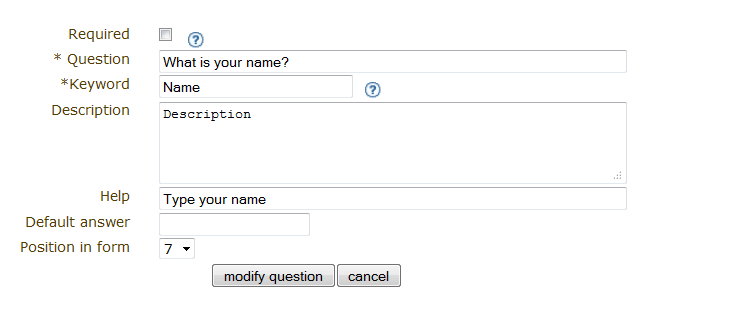 Required ?
* Question What is your name?
*Keyword Name ?
Description Description
Help Type your name
Default answer
Position in form 7
modify question cancel